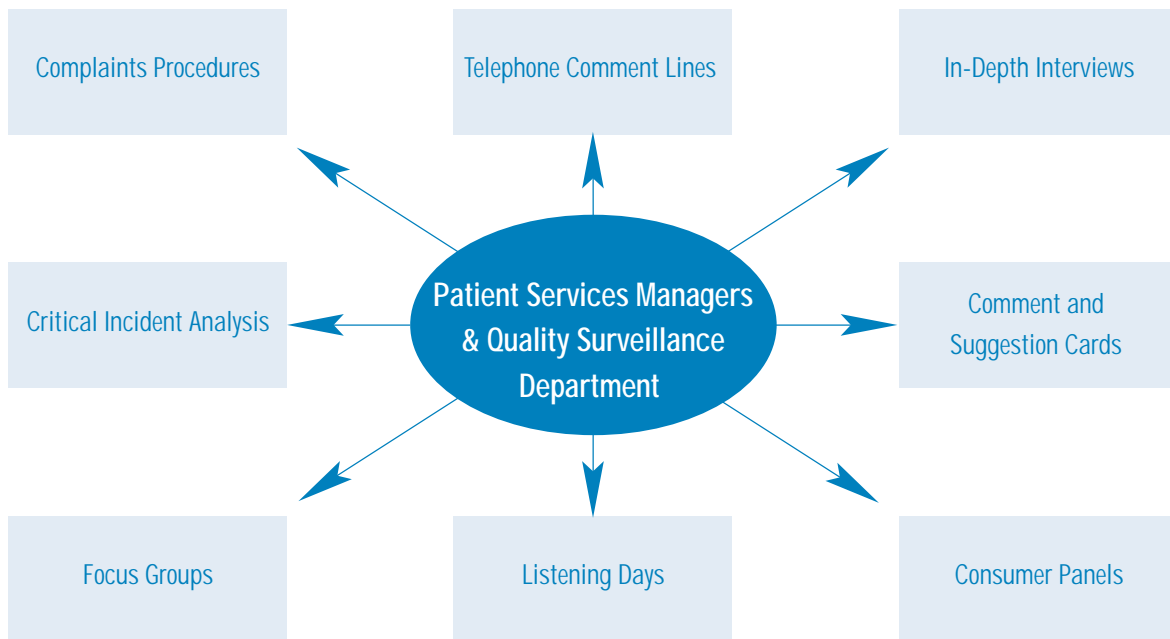 Complaints Procedures
Telephone Comment Lines
In-Depth Interviews
Critical Incident Analysis
Patient Services Managers
& Quality Surveillance
Department
Comment and
Suggestion Cards
Focus Groups
Listening Days
Consumer Panels